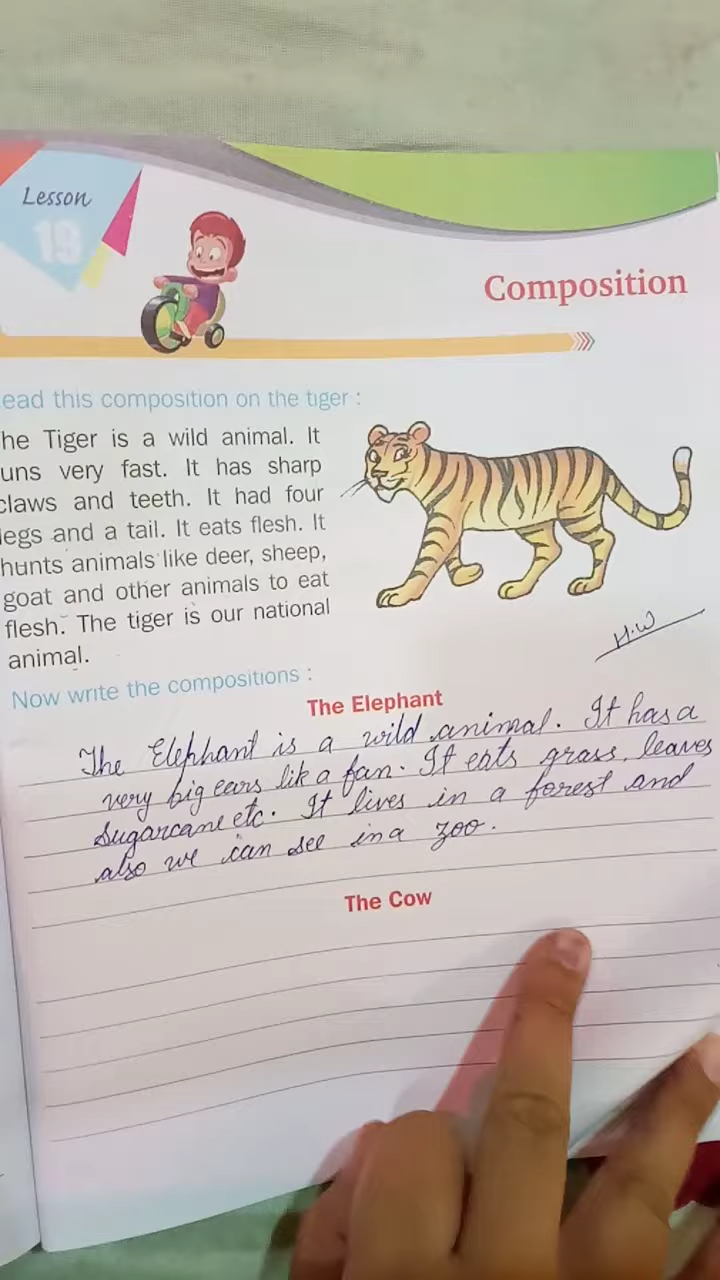 Lesson
19
Composition
ead this composition on the tiger :
he Tiger is a wild animal. It
uns very fast. It has sharp
claws and teeth. It had four
legs and a tail. It eats flesh. It
hunts animals like deer, sheep,
goat and other animals to eat
flesh. The tiger is our national
animal.
H.W
Now write the compositions :
The Elephant
The Elephant is a wild animal. It has a
very big ears like a fan. It eats grass, leaves
Sugarcane etc. It lives in a forest and
also we can see in a zoo.
The Cow